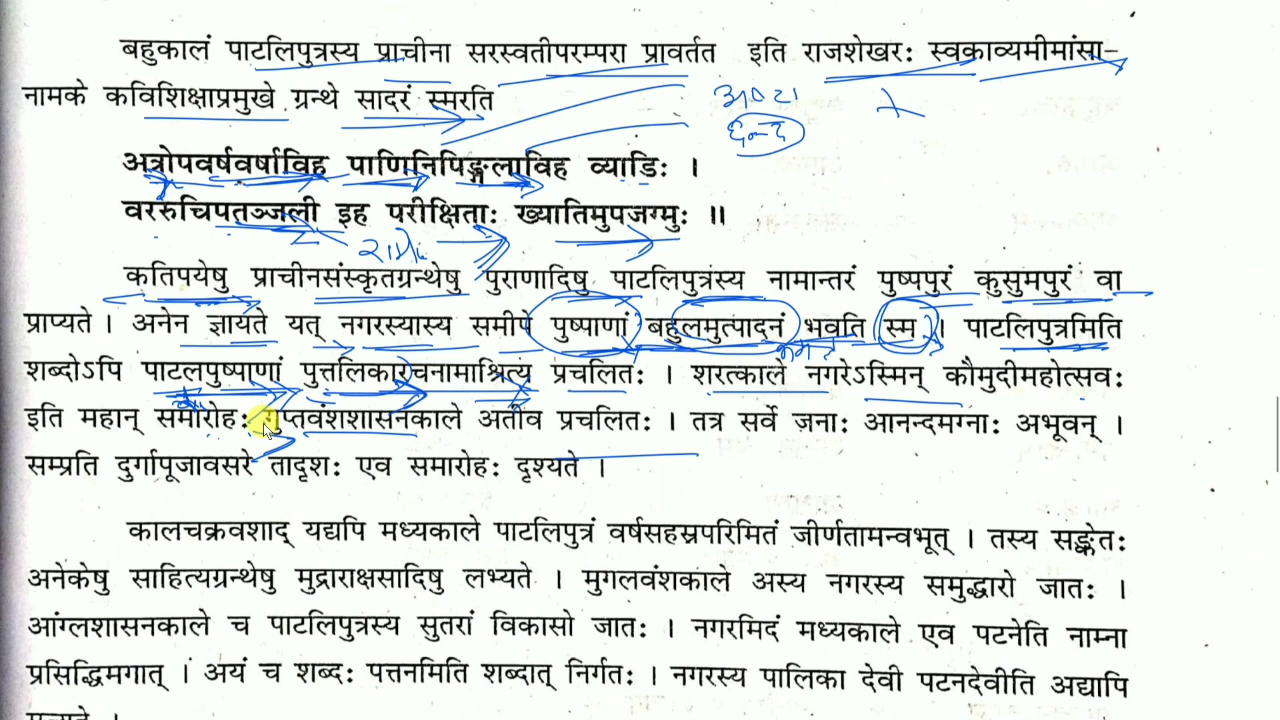 बहुकालं पाटलिपुत्रस्य प्राचीना सरस्वतीपरम्परा प्रावर्तत इति राजशेखरः स्वकाव्यमीमांसा–
नामके कविशिक्षाप्रमुखे ग्रन्थे सादरं स्मरति
अत्रोपवर्षवर्षाविह पाणिनिपिङ्गलाविह व्याडिः ।
वररुचिपतञ्जली इह परीक्षिताः ख्यातिमुपजग्मुः ॥
कतिपयेषु प्राचीनसंस्कृतग्रन्थेषु पुराणादिषु पाटलिपुत्रस्य नामान्तरं पुष्पपुरं कुसुमपुरं वा
प्राप्यते । अनेन ज्ञायते यत् नगरस्यास्य समीपे पुष्पाणां बहुलमुत्पादनं भवति स्म । पाटलिपुत्रमिति
शब्दोऽपि पाटलपुष्पाणां पुत्तलिकारचनामाश्रित्य प्रचलितः । शरत्काले नगरेऽस्मिन् कौमुदीमहोत्सवः
इति महान् समारोहः गुप्तवंशशासनकाले अतीव प्रचलितः । तत्र सर्वे जनाः आनन्दमग्नाः अभूवन् ।
सम्प्रति दुर्गापूजावसरे तादृशः एव समारोहः दृश्यते ।
कालचक्रवशाद् यद्यपि मध्यकाले पाटलिपुत्रं वर्षसहस्रपरिमितं जीर्णतामन्वभूत् । तस्य सङ्केतः
अनेकेषु साहित्यग्रन्थेषु मुद्राराक्षसादिषु लभ्यते । मुगलवंशकाले अस्य नगरस्य समुद्धारो जातः ।
आंग्लशासनकाले च पाटलिपुत्रस्य सुतरां विकासो जातः । नगरमिदं मध्यकाले एव पटनेति नाम्ना
प्रसिद्धिमगात् । अयं च शब्दः पत्तनमिति शब्दात् निर्गतः । नगरस्य पालिका देवी पटनदेवीति अद्यापि